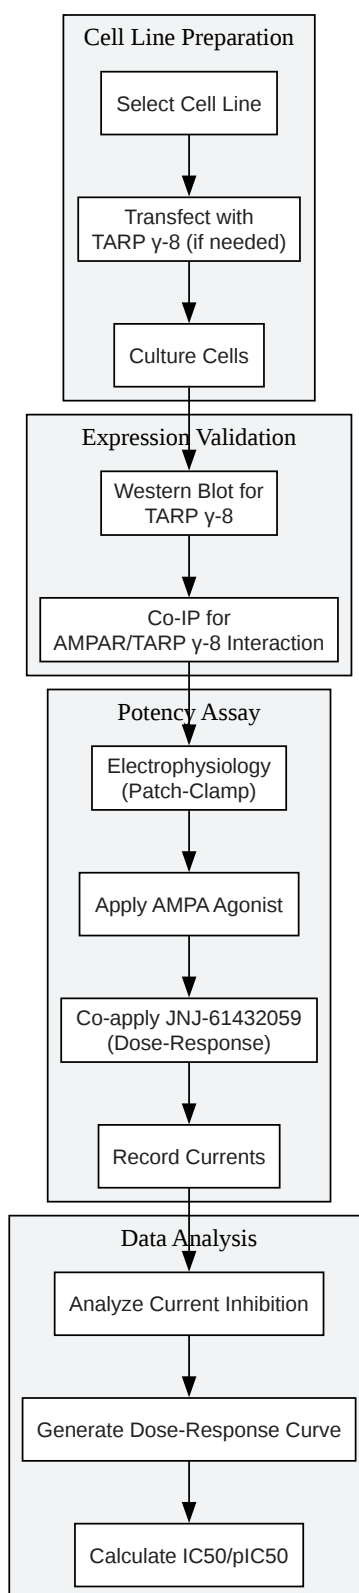 Cell Line Preparation
Select Cell Line
Transfect with
TARP γ-8 (if needed)
Culture Cells
Expression Validation
Western Blot for
TARP γ-8
Co-IP for
AMPAR/TARP γ-8 Interaction
Potency Assay
Electrophysiology
(Patch-Clamp)
Apply AMPA Agonist
Co-apply JNJ-61432059
(Dose-Response)
Record Currents
Data Analysis
Analyze Current Inhibition
Generate Dose-Response Curve
Calculate IC50/pIC50